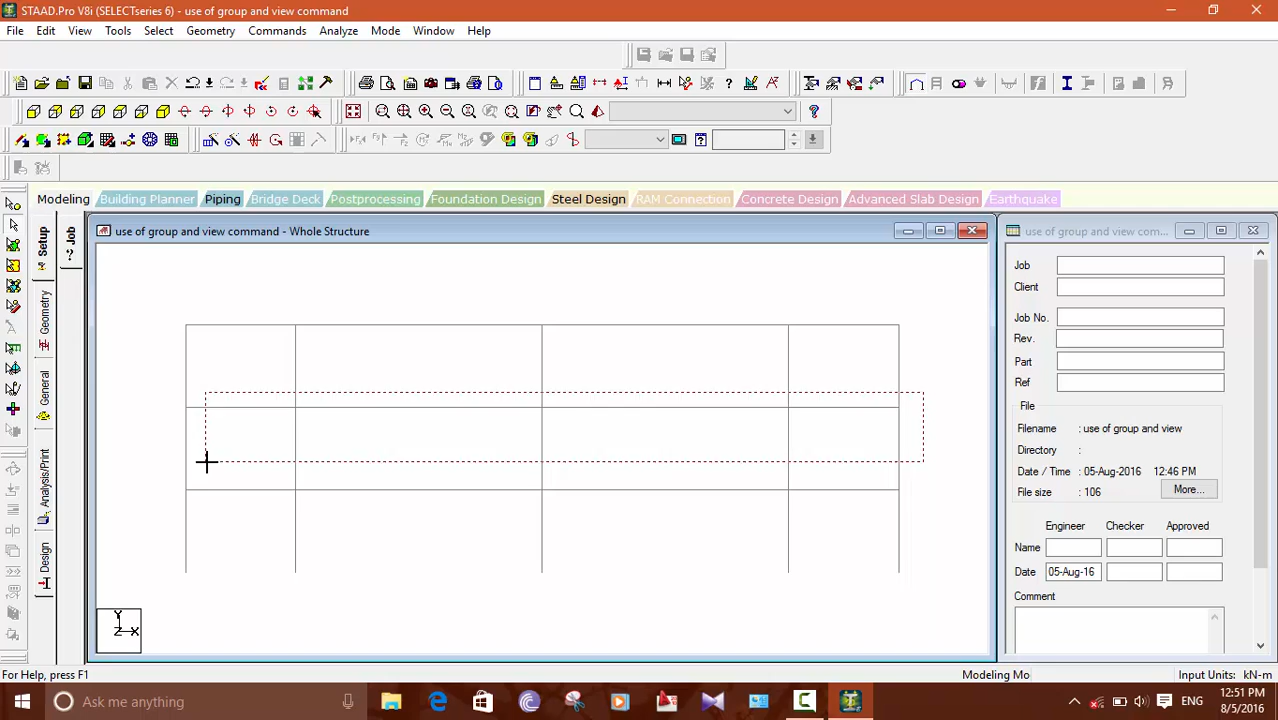 STAAD.Pro V8i (SELECTseries 6) - use of group and view command
File Edit View Tools Select Geometry Commands Analyze Mode Window Help
Modeling Building Planner Piping Bridge Deck Postprocessing Foundation Design Steel Design RAM Connection Concrete Design Advanced Slab Design Earthquake
Setup
Job
Geometry
General
Analysis/Print
Design
use of group and view command - Whole Structure
Y
Z X
use of group and view com...
Job
Client
Job No.
Rev.
Part
Ref
File
Filename : use of group and view
Directory :
Date / Time : 05-Aug-2016 12:46 PM
File size : 106 More...
Engineer Checker Approved
Name
Date 05-Aug-16
Comment
For Help, press F1 Modeling Mo Input Units: kN-m
Ask me anything
ENG
12:51 PM
8/5/2016